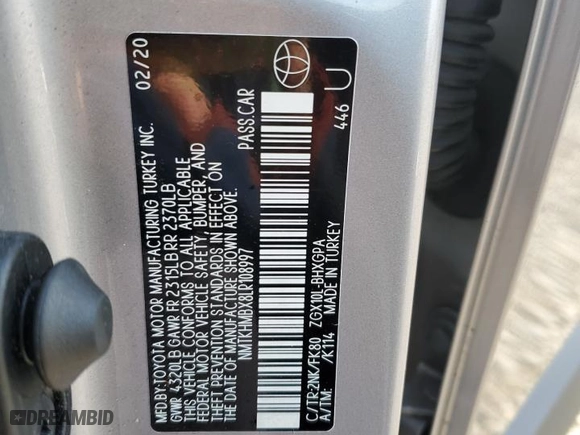 MFD BY: TOYOTA MOTOR MANUFACTURING TURKEY INC. 02/20
GVWR 4320LB GAWR FR 2315LB RR 2370LB
THIS VEHICLE CONFORMS TO ALL APPLICABLE
FEDERAL MOTOR VEHICLE SAFETY, BUMPER, AND
THEFT PREVENTION STANDARDS IN EFFECT ON
THE DATE OF MANUFACTURE SHOWN ABOVE.
NMTKHMBX8LR108997 PASS.CAR
C/TR:2NK/FK80 ZGX10L-BHXGPA 446 U
A/TM: /K114 MADE IN TURKEY
DREAMBID